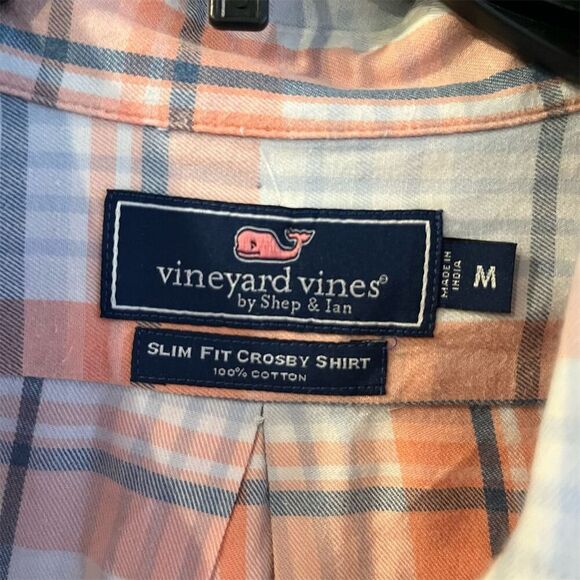 vineyard vines®
by Shep & Ian
MADE IN
INDIA
M
SLIM FIT CROSBY SHIRT
100% COTTON